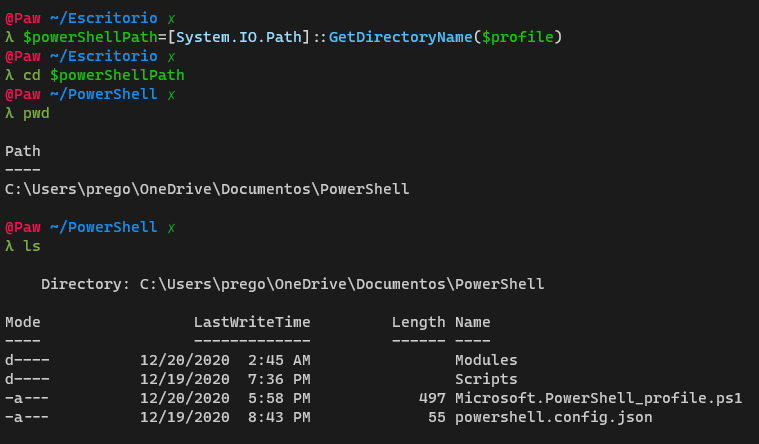 @Paw ~/Escritorio ✗
λ $powerShellPath=[System.IO.Path]::GetDirectoryName($profile)
@Paw ~/Escritorio ✗
λ cd $powerShellPath
@Paw ~/PowerShell ✗
λ pwd
Path
----
C:\Users\prego\OneDrive\Documentos\PowerShell
@Paw ~/PowerShell ✗
λ ls
Directory: C:\Users\prego\OneDrive\Documentos\PowerShell
Mode                 LastWriteTime         Length Name
----                 -------------         ------ ----
d----          12/20/2020  2:45 AM                Modules
d----          12/19/2020  7:36 PM                Scripts
-a---          12/20/2020  5:58 PM            497 Microsoft.PowerShell_profile.ps1
-a---          12/19/2020  8:43 PM             55 powershell.config.json